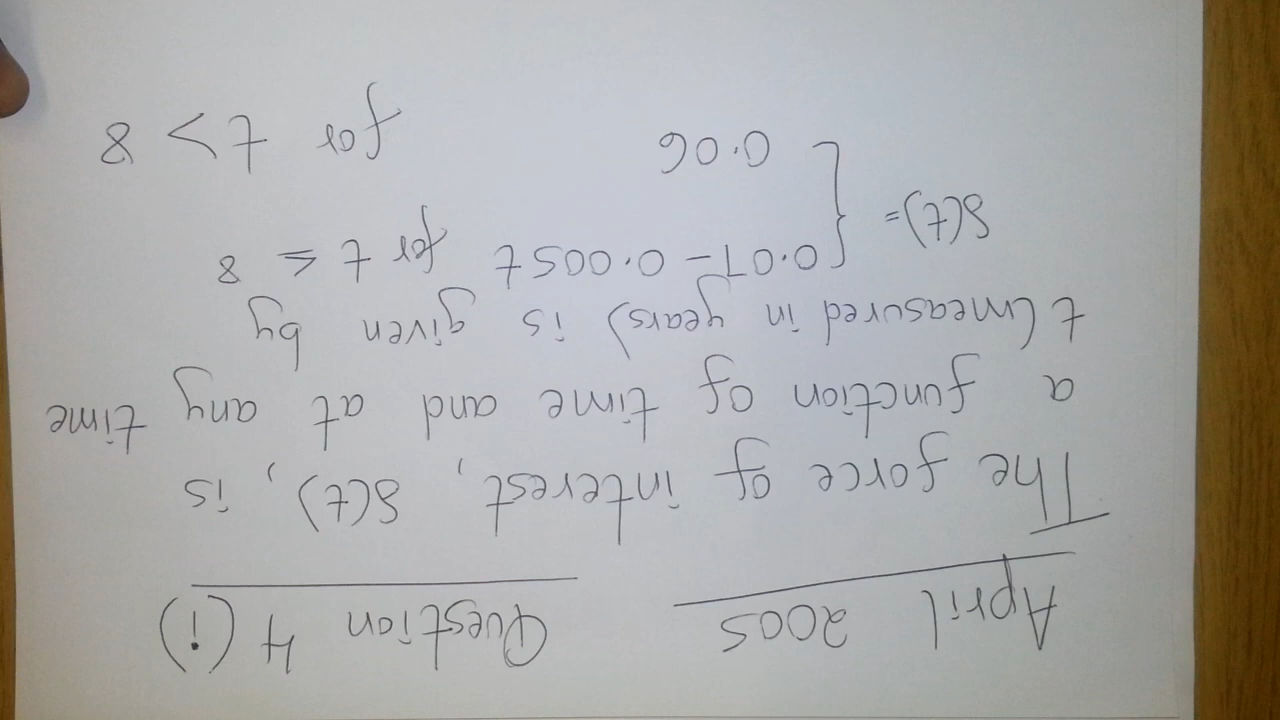 April 2005 Question 4 (i)
The force of interest, δ(t), is
a function of time and at any time
t (measured in years) is given by
δ(t) = { 0.07 - 0.005t for t ≤ 8
0.06 for t > 8